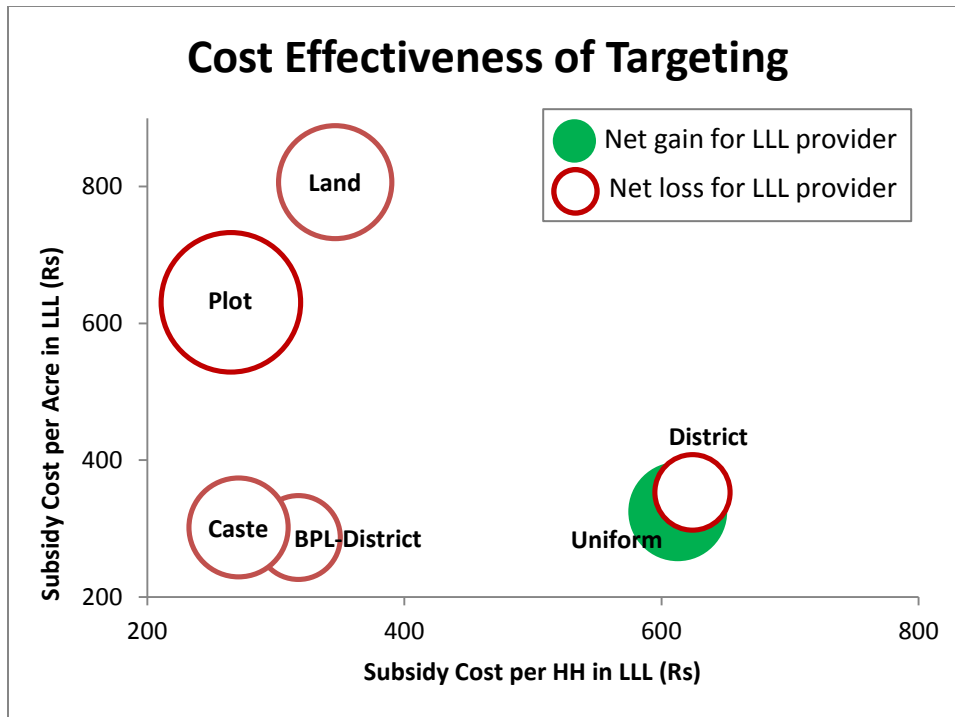 Cost Effectiveness of Targeting
Net gain for LLL provider
Net loss for LLL provider
Subsidy Cost per Acre in LLL (Rs)
800
600
400
200
Land
Plot
District
Caste
BPL-District
Uniform
200
400
600
800
Subsidy Cost per HH in LLL (Rs)